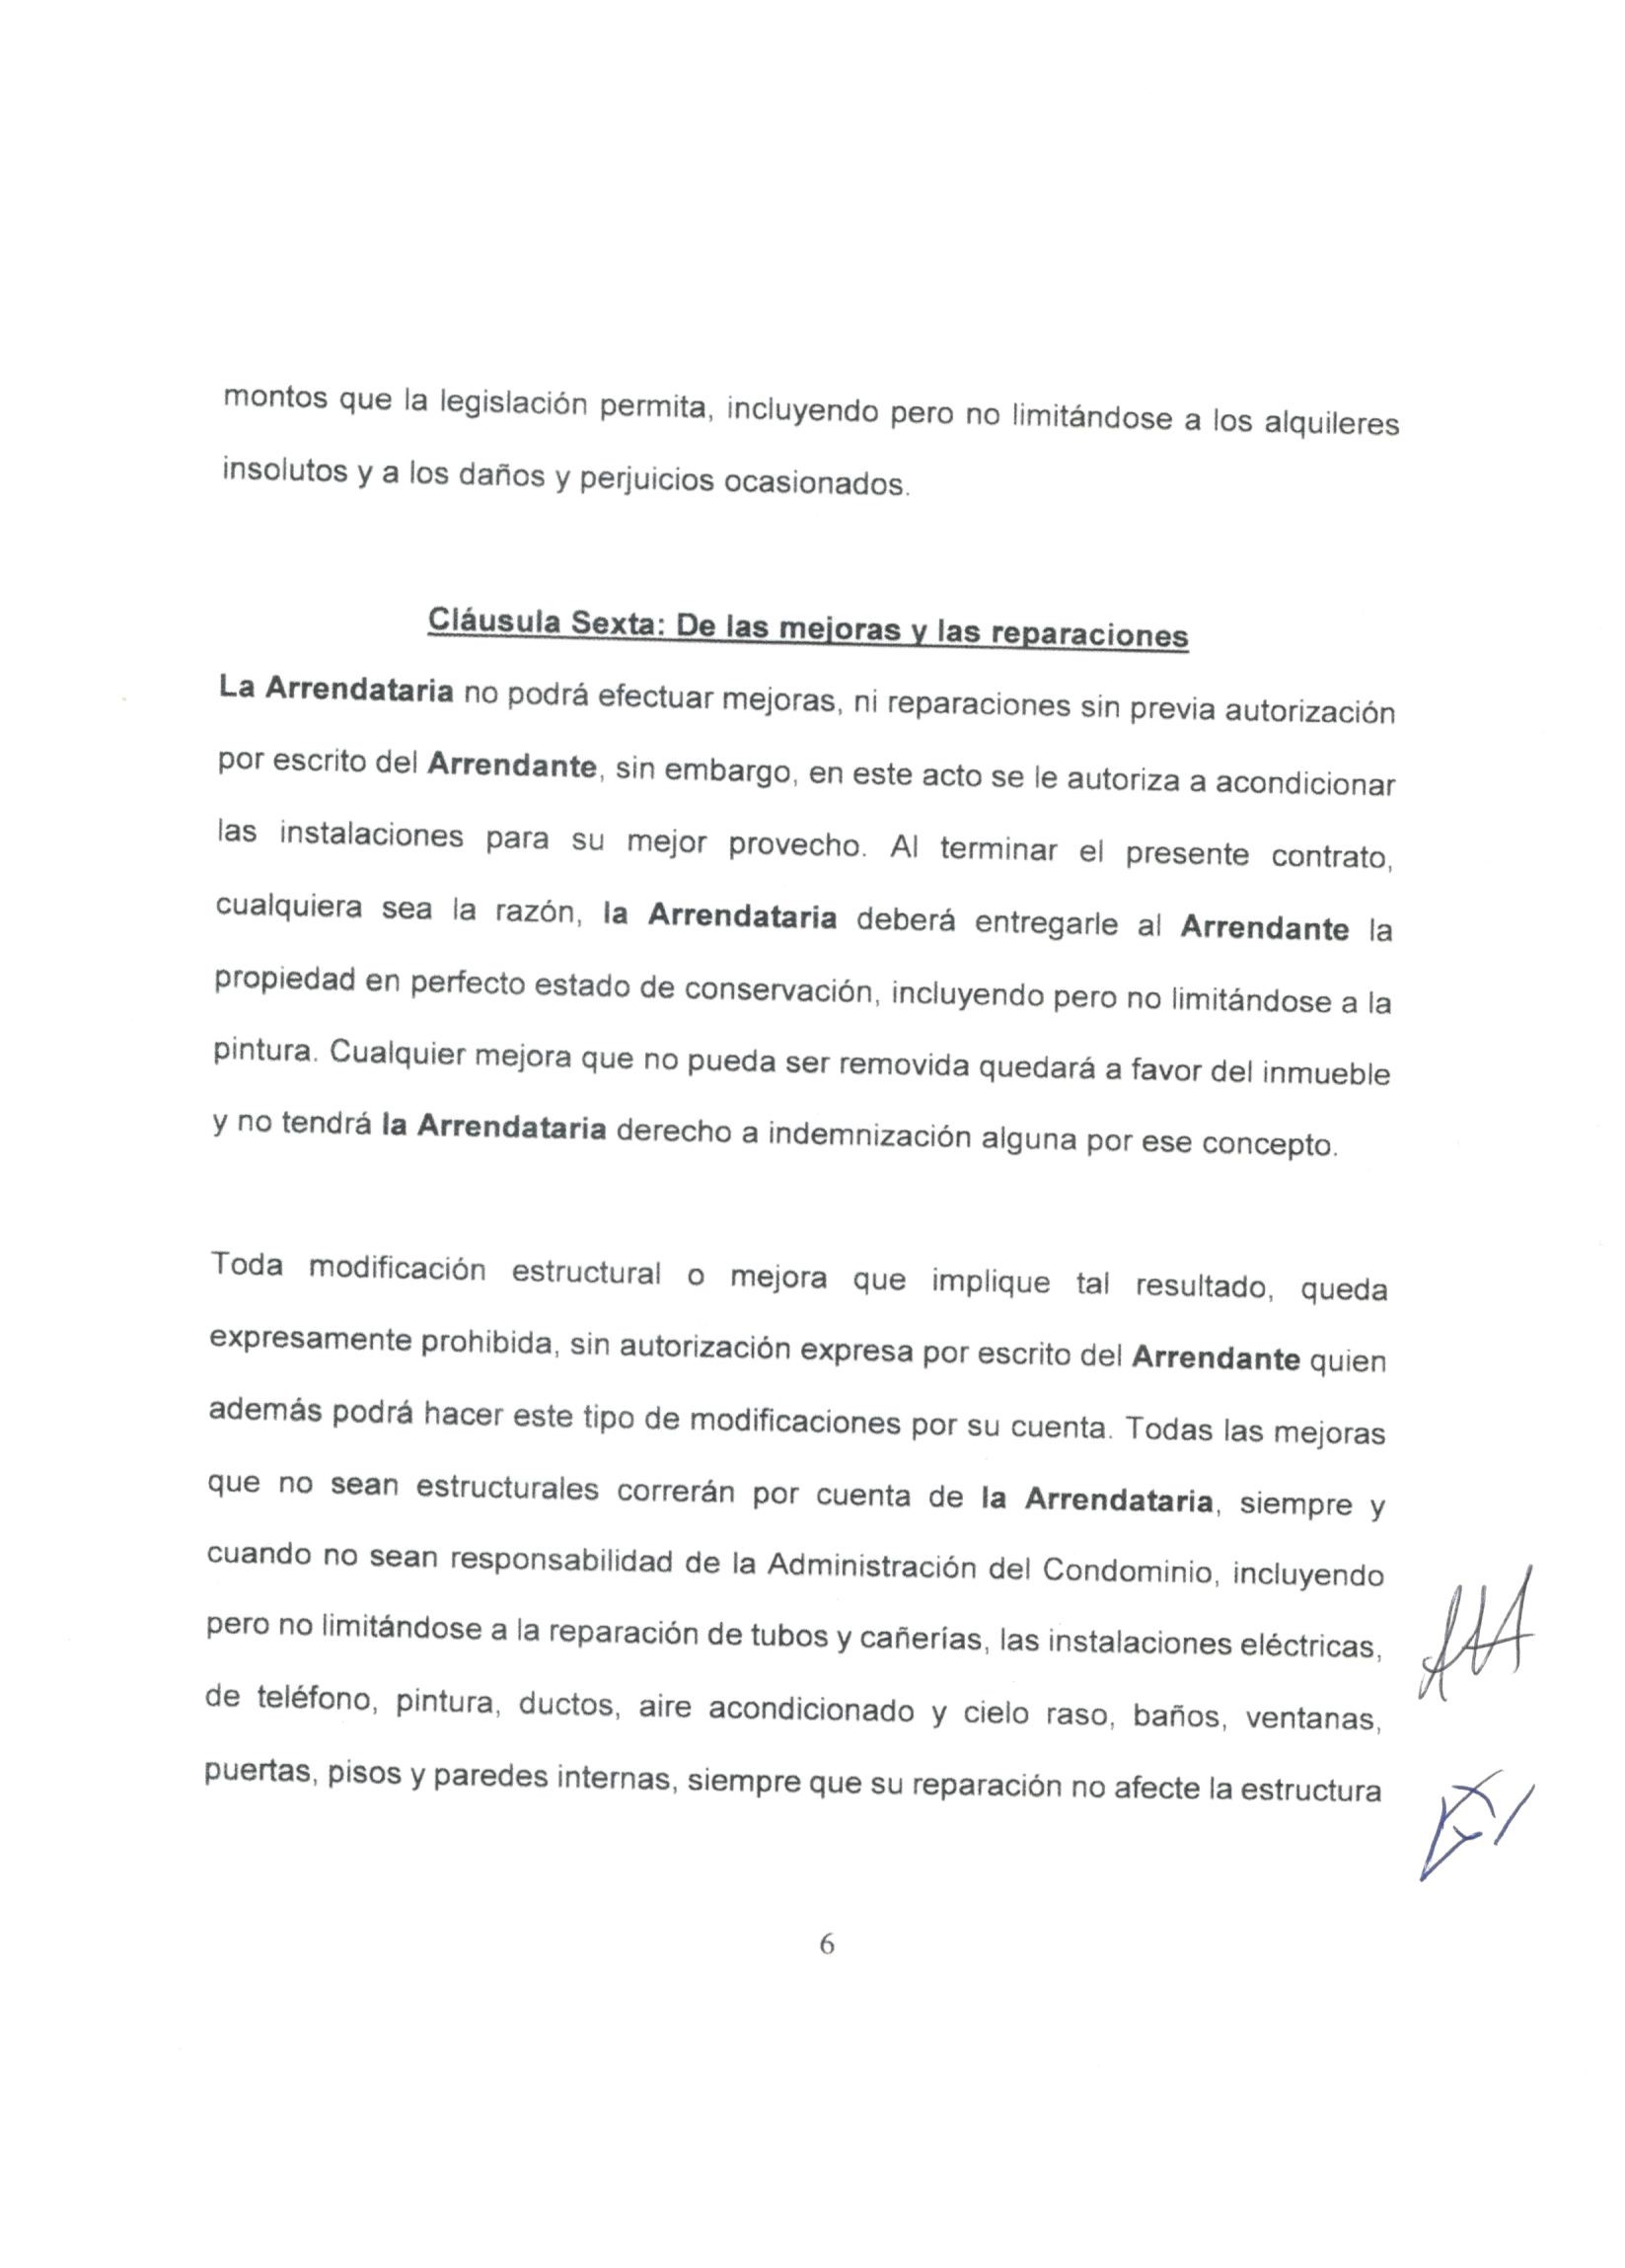 montos que la legislación permita, incluyendo pero no limitándose a los alquileres
insolutos y a los daños y perjuicios ocasionados.
Cláusula Sexta: De las mejoras y las reparaciones
La Arrendataria no podrá efectuar mejoras, ni reparaciones sin previa autorización
por escrito del Arrendante, sin embargo, en este acto se le autoriza a acondicionar
las instalaciones para su mejor provecho. Al terminar el presente contrato,
cualquiera sea la razón, la Arrendataria deberá entregarle al Arrendante la
propiedad en perfecto estado de conservación, incluyendo pero no limitándose a la
pintura. Cualquier mejora que no pueda ser removida quedará a favor del inmueble
y no tendrá la Arrendataria derecho a indemnización alguna por ese concepto.
Toda modificación estructural o mejora que implique tal resultado, queda
expresamente prohibida, sin autorización expresa por escrito del Arrendante quien
además podrá hacer este tipo de modificaciones por su cuenta. Todas las mejoras
que no sean estructurales correrán por cuenta de la Arrendataria, siempre y
cuando no sean responsabilidad de la Administración del Condominio, incluyendo
pero no limitándose a la reparación de tubos y cañerías, las instalaciones eléctricas,
de teléfono, pintura, ductos, aire acondicionado y cielo raso, baños, ventanas,
puertas, pisos y paredes internas, siempre que su reparación no afecte la estructura
6